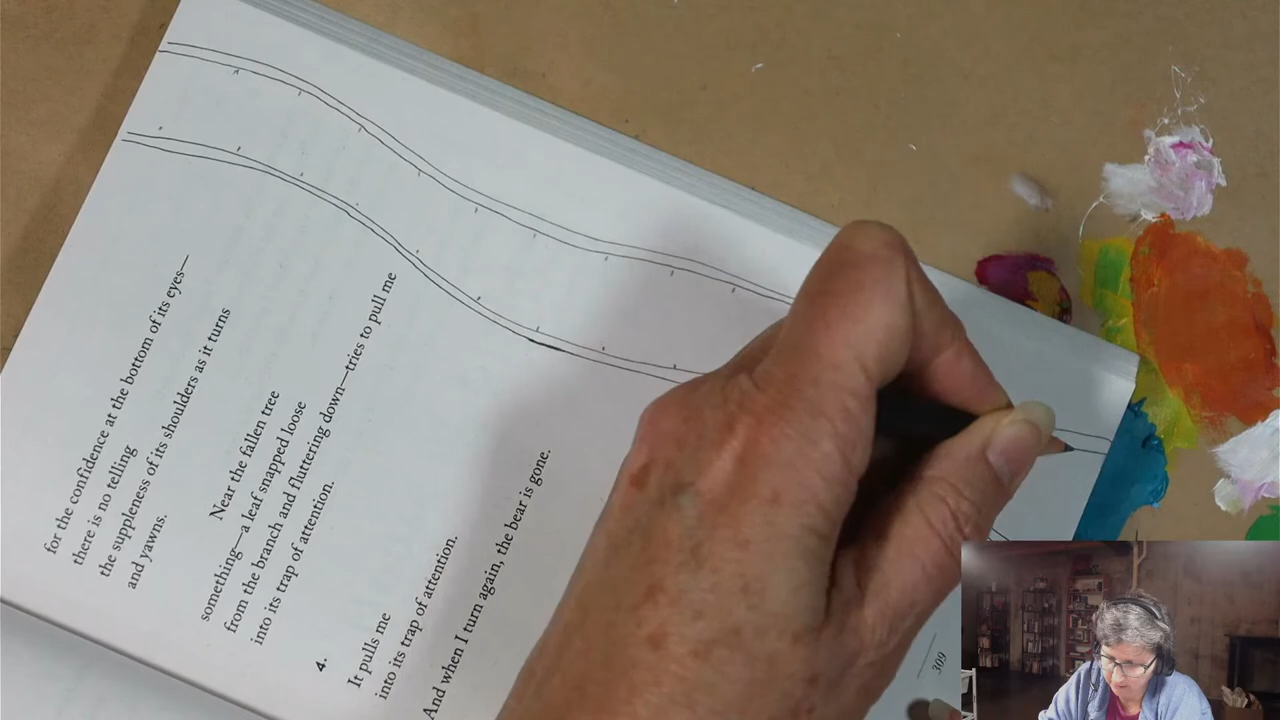 for the confidence at the bottom of its eyes—
there is no telling
the suppleness of its shoulders as it turns
and yawns.
Near the fallen tree
something—a leaf snapped loose
from the branch and fluttering down—tries to pull me
into its trap of attention.
4.
It pulls me
into its trap of attention.
And when I turn again, the bear is gone.
309